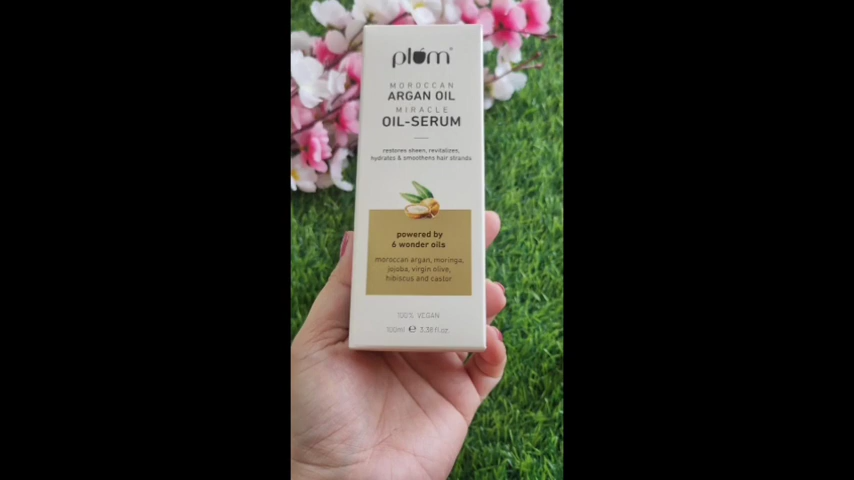 plum
MOROCCAN
ARGAN OIL
MIRACLE
OIL-SERUM
restores sheen, revitalizes,
hydrates & smoothens hair strands
powered by
6 wonder oils
moroccan argan, moringa,
jojoba, virgin olive,
hibiscus and castor
100% VEGAN
100ml ℮ 3.38 fl.oz.